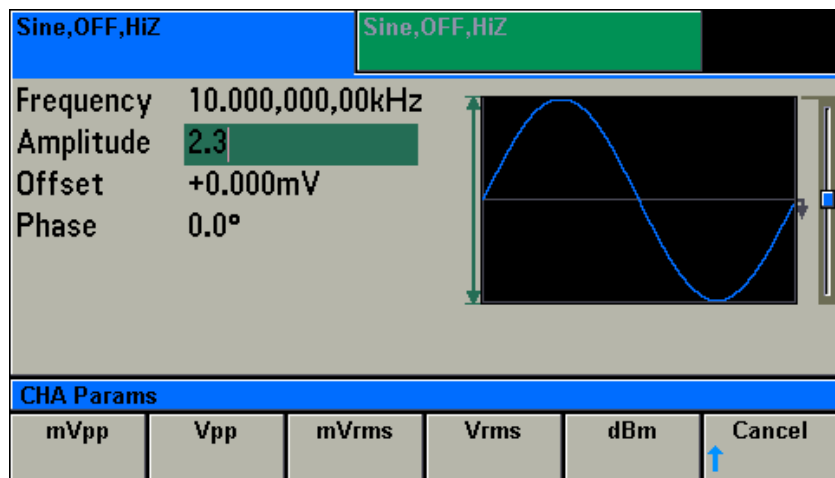 Sine,OFF,HiZ
Sine,OFF,HiZ
Frequency 10.000,000,00kHz
Amplitude 2.3
Offset +0.000mV
Phase 0.0°
CHA Params
mVpp Vpp mVrms Vrms dBm Cancel